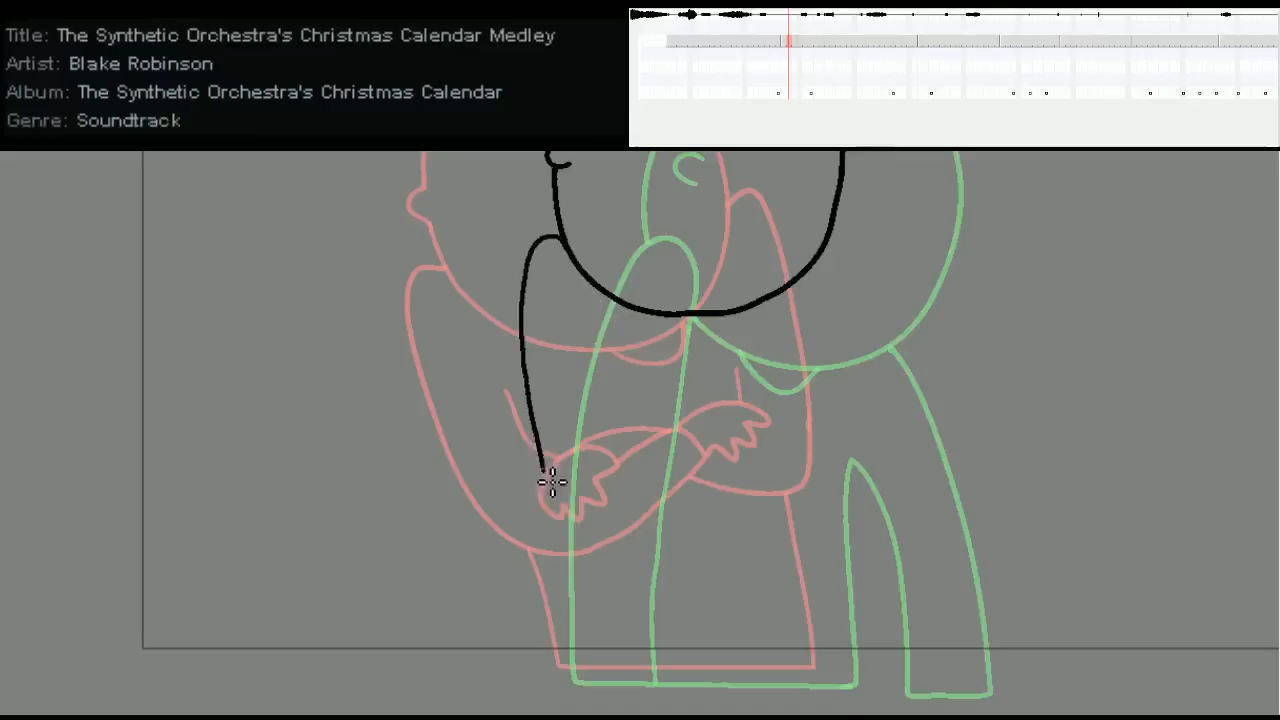 Title: The Synthetic Orchestra's Christmas Calendar Medley
Artist: Blake Robinson
Album: The Synthetic Orchestra's Christmas Calendar
Genre: Soundtrack